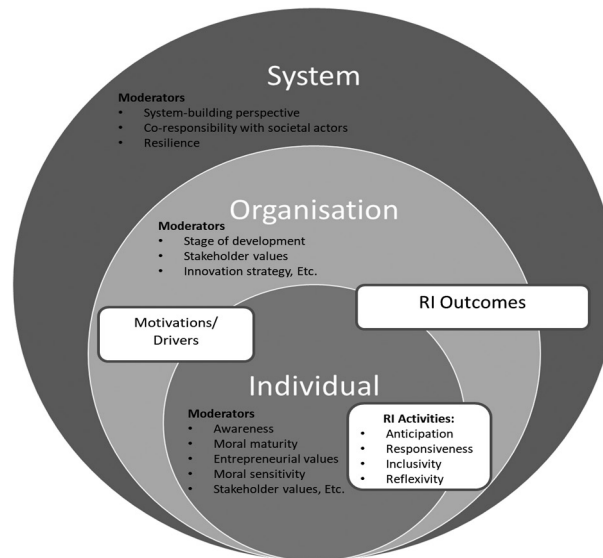 System
Moderators
• System-building perspective
• Co-responsibility with societal actors
• Resilience
Organisation
Moderators
• Stage of development
• Stakeholder values
• Innovation strategy, Etc.
RI Outcomes
Motivations/
Drivers
Individual
Moderators
• Awareness
• Moral maturity
• Entrepreneurial values
• Moral sensitivity
• Stakeholder values, Etc.
RI Activities:
• Anticipation
• Responsiveness
• Inclusivity
• Reflexivity